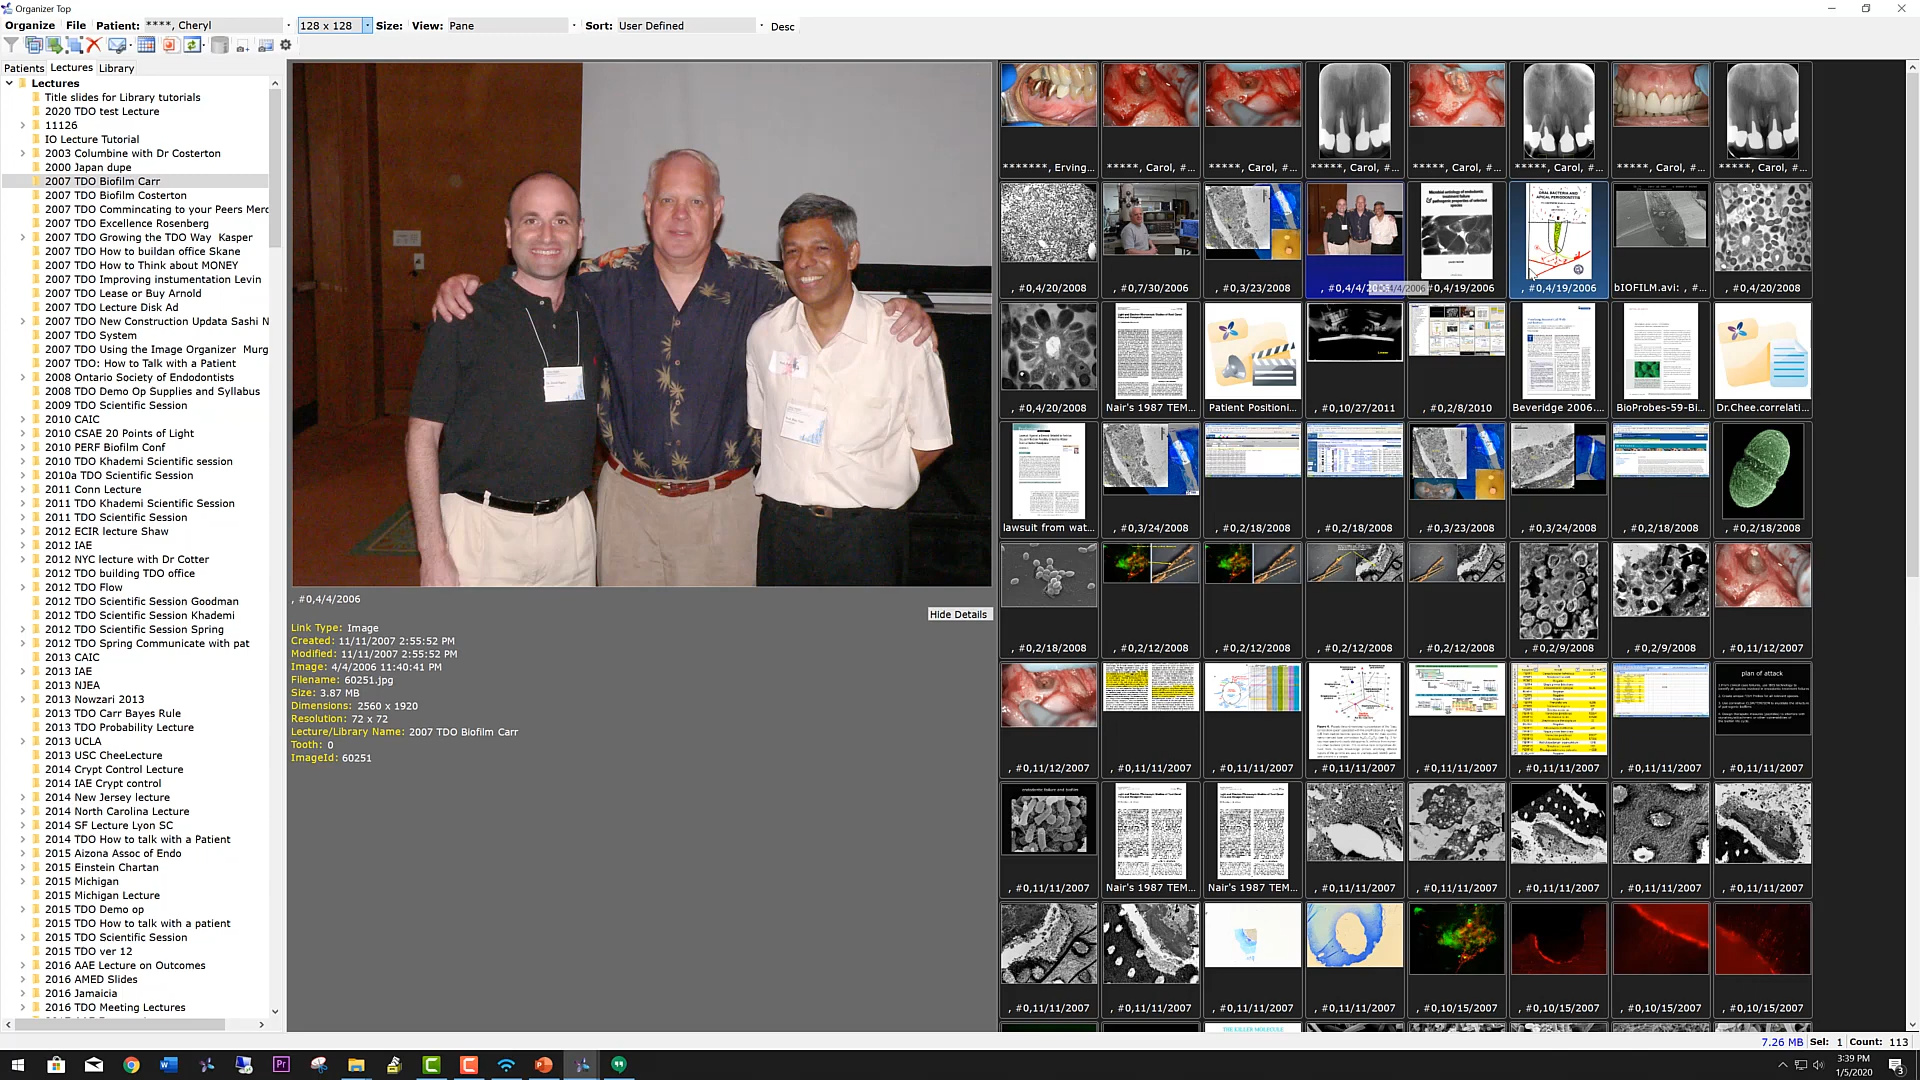 Organizer Top
Organize File Patient: ****, Cheryl 128 x 128 Size: View: Pane Sort: User Defined Desc
Patients Lectures Library
Lectures
Title slides for Library tutorials
2020 TDO test Lecture
11126
IO Lecture Tutorial
2003 Columbine with Dr Costerton
2000 Japan dupe
2007 TDO Biofilm Carr
2007 TDO Biofilm Costerton
2007 TDO Commincating to your Peers Merc
2007 TDO Excellence Rosenberg
2007 TDO Growing the TDO Way Kasper
2007 TDO How to buildan office Skane
2007 TDO How to Think about MONEY
2007 TDO Improving instumentation Levin
2007 TDO Lease or Buy Arnold
2007 TDO Lecture Disk Ad
2007 TDO New Construction Updata Sashi N
2007 TDO System
2007 TDO Using the Image Organizer Murg
2007 TDO: How to Talk with a Patient
2008 Ontario Society of Endodontists
2008 TDO Demo Op Supplies and Syllabus
2009 TDO Scientific Session
2010 CAIC
2010 CSAE 20 Points of Light
2010 PERF Biofilm Conf
2010 TDO Khademi Scientific session
2010a TDO Scientific Session
2011 Conn Lecture
2011 TDO Khademi Scientific Session
2011 TDO Scientific Session
2012 ECIR lecture Shaw
2012 IAE
2012 NYC lecture with Dr Cotter
2012 TDO building TDO office
2012 TDO Flow
2012 TDO Scientific Session Goodman
2012 TDO Scientific Session Khademi
2012 TDO Scientific Session Spring
2012 TDO Spring Communicate with pat
2013 CAIC
2013 IAE
2013 NJEA
2013 Nowzari 2013
2013 TDO Carr Bayes Rule
2013 TDO Probability Lecture
2013 UCLA
2013 USC CheeLecture
2014 Crypt Control Lecture
2014 IAE Crypt control
2014 New Jersey lecture
2014 North Carolina Lecture
2014 SF Lecture Lyon SC
2014 TDO How to talk with a Patient
2015 Aizona Assoc of Endo
2015 Einstein Chartan
2015 Michigan
2015 Michigan Lecture
2015 TDO Demo op
2015 TDO How to talk with a patient
2015 TDO Scientific Session
2015 TDO ver 12
2016 AAE Lecture on Outcomes
2016 AMED Slides
2016 Jamaicia
2016 TDO Meeting Lectures
, #0,4/4/2006
Hide Details
Link Type: Image
Created: 11/11/2007 2:55:52 PM
Modified: 11/11/2007 2:55:52 PM
Image: 4/4/2006 11:40:41 PM
Filename: 60251.jpg
Size: 3.87 MB
Dimensions: 2560 x 1920
Resolution: 72 x 72
Lecture/Library Name: 2007 TDO Biofilm Carr
Tooth: 0
ImageId: 60251
*******, Erving... *****, Carol, #... *****, Carol, #... *****, Carol, #... *****, Carol, #... *****, Carol, #... *****, Carol, #... *****, Carol, #...
ORAL BACTERIA AND
APICAL PERIODONTITIS
, #0,4/20/2008 , #0,7/30/2006 , #0,3/23/2008 , #0,4/4/2006 , #0,4/19/2006 , #0,4/19/2006 bIOFILM.avi: , #... , #0,4/20/2008
, #0,4/20/2008 Nair's 1987 TEM... Patient Positioni... , #0,10/27/2011 , #0,2/8/2010 Beveridge 2006.... BioProbes-59-Bi... Dr.Chee.correlati...
lawsuit from wat... , #0,3/24/2008 , #0,2/18/2008 , #0,2/18/2008 , #0,3/23/2008 , #0,3/24/2008 , #0,2/18/2008 , #0,2/18/2008
, #0,2/18/2008 , #0,2/12/2008 , #0,2/12/2008 , #0,2/12/2008 , #0,2/12/2008 , #0,2/9/2008 , #0,2/9/2008 , #0,11/12/2007
plan of attack
, #0,11/12/2007 , #0,11/11/2007 , #0,11/11/2007 , #0,11/11/2007 , #0,11/11/2007 , #0,11/11/2007 , #0,11/11/2007 , #0,11/11/2007
, #0,11/11/2007 Nair's 1987 TEM... Nair's 1987 TEM... , #0,11/11/2007 , #0,11/11/2007 , #0,11/11/2007 , #0,11/11/2007 , #0,11/11/2007
, #0,11/11/2007 , #0,11/11/2007 , #0,11/11/2007 , #0,11/11/2007 , #0,10/15/2007 , #0,10/15/2007 , #0,10/15/2007 , #0,10/15/2007
THE KILLER MOLECULE
7.26 MB Sel: 1 Count: 113
3:39 PM
1/5/2020